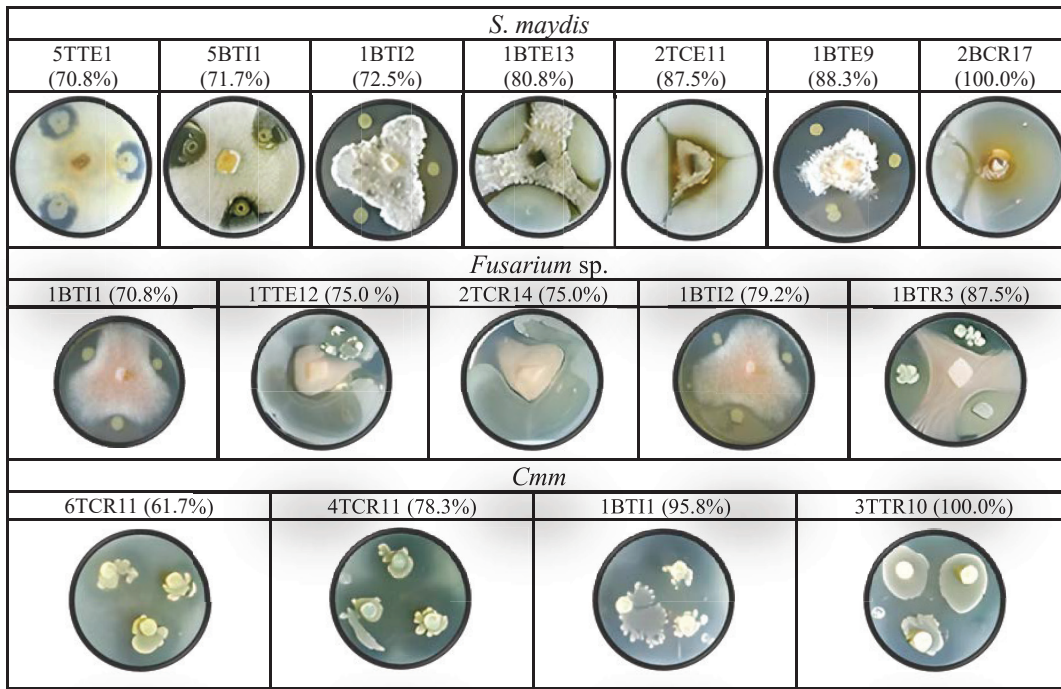 S. maydis
5TTE1 5BTI1 1BTI2 1BTE13 2TCE11 1BTE9 2BCR17
(70.8%) (71.7%) (72.5%) (80.8%) (87.5%) (88.3%) (100.0%)
Fusarium sp.
1BTI1 (70.8%) 1TTE12 (75.0 %) 2TCR14 (75.0%) 1BTI2 (79.2%) 1BTR3 (87.5%)
Cmm
6TCR11 (61.7%) 4TCR11 (78.3%) 1BTI1 (95.8%) 3TTR10 (100.0%)